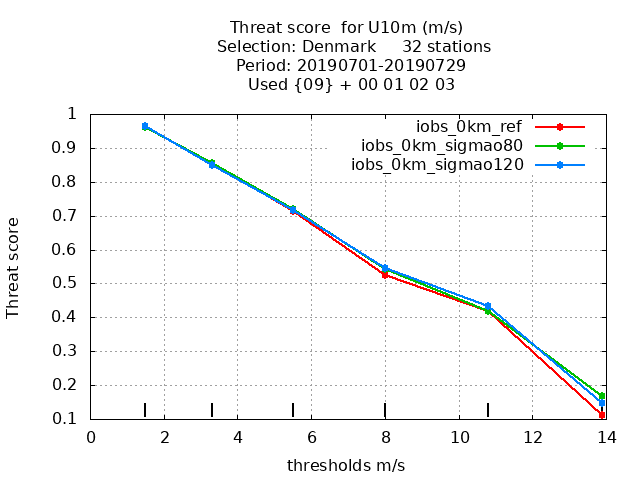 Threat score  for U10m (m/s)
Selection: Denmark     32 stations
Period: 20190701-20190729
Used {09} + 00 01 02 03
iobs_0km_ref
iobs_0km_sigmao80
iobs_0km_sigmao120
1
0.9
0.8
0.7
0.6
0.5
0.4
0.3
0.2
0.1
Threat score
0 2 4 6 8 10 12 14
thresholds m/s